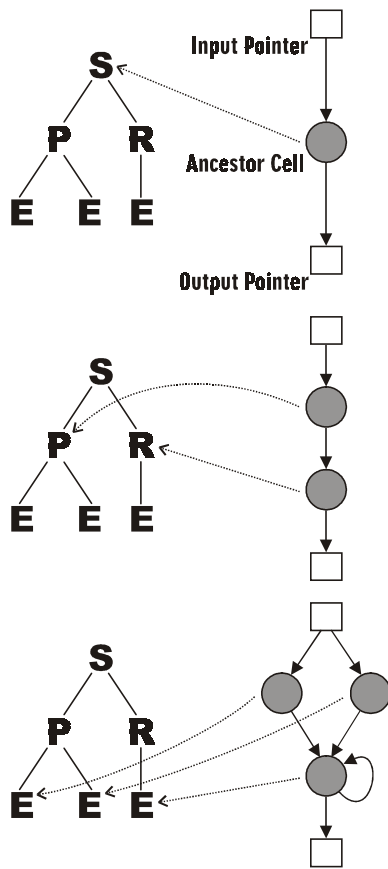 Input Pointer
S
P R
Ancestor Cell
E E E
Output Pointer
S
P R
E E E
S
P R
E E E